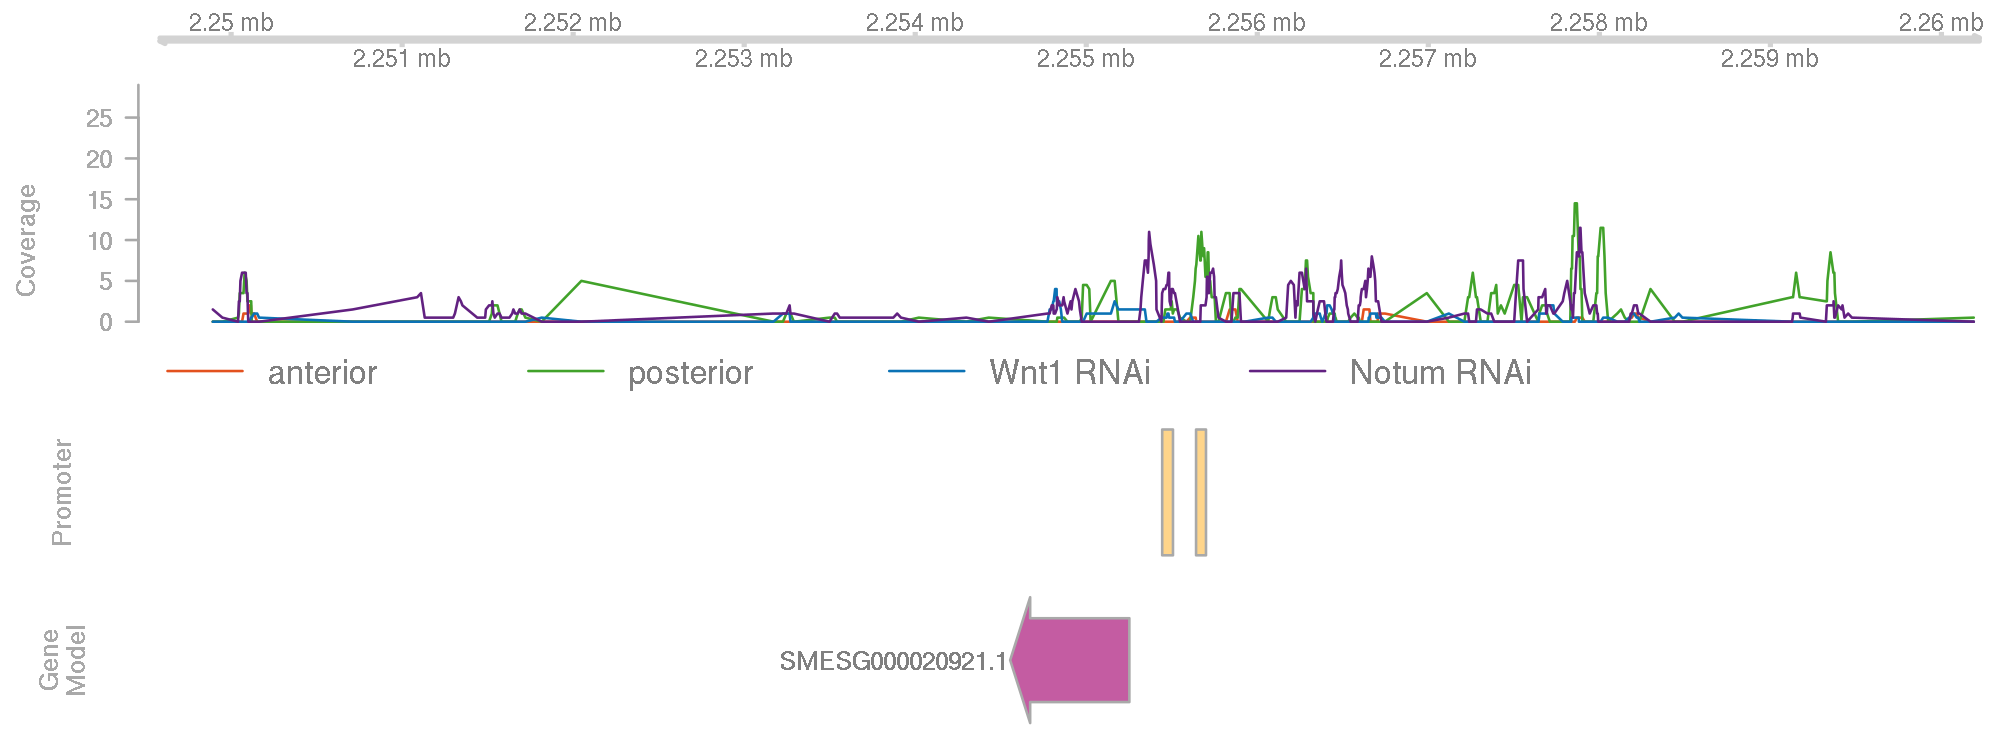 2.25 mb 2.252 mb 2.254 mb 2.256 mb 2.258 mb 2.26 mb
2.251 mb 2.253 mb 2.255 mb 2.257 mb 2.259 mb
Coverage
25
20
15
10
5
0
anterior posterior Wnt1 RNAi Notum RNAi
Promoter
Gene
Model
SMESG000020921.1